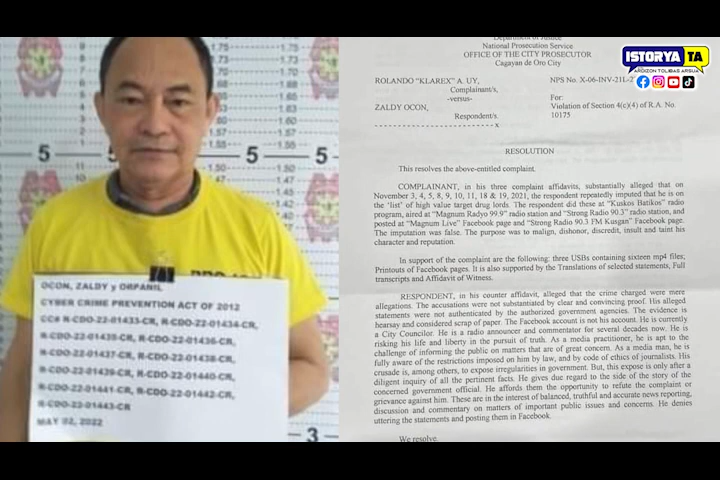 ISTORYA TA
ARDIZON TOLIBAS ARSUA
5
5
5
3
OCON, ZALDY y ORPANIL
CYBER CRIME PREVENTION ACT OF 2012
CC# R-CDO-22-01433-CR, R-CDO-22-01434-CR,
R-CDO-22-01435-CR, R-CDO-22-01436-CR,
R-CDO-22-01437-CR, R-CDO-22-01438-CR,
R-CDO-22-01439-CR, R-CDO-22-01440-CR,
R-CDO-22-01441-CR, R-CDO-22-01442-CR,
R-CDO-22-01443-CR
MAY 02, 2022
Department of Justice
National Prosecution Service
OFFICE OF THE CITY PROSECUTOR
Cagayan de Oro City
ROLANDO "KLAREX" A. UY, NPS No. X-06-INV-21L-
Complainant/s,
-versus- For:
ZALDY OCON, Violation of Section 4(c)(4) of R.A. No.
Respondent/s. 10175
- - - - - - - - - - - - - - - - - - - - - - - x
RESOLUTION
This resolves the above-entitled complaint.
COMPLAINANT, in his three complaint affidavits, substantially alleged that on
November 3, 4, 5, 8, 9, 10, 11, 18 & 19, 2021, the respondent repeatedly imputed that he is on
the 'list' of high value target drug lords. The respondent did these at "Kuskos Batikos" radio
program, aired at "Magnum Radyo 99.9" radio station and "Strong Radio 90.3" radio station, and
posted at "Magnum Live" Facebook page and "Strong Radio 90.3 FM Kusgan" Facebook page.
The imputation was false. The purpose was to malign, dishonor, discredit, insult and taint his
character and reputation.
In support of the complaint are the following: three USBs containing sixteen mp4 files;
Printouts of Facebook pages. It is also supported by the Translations of selected statements, Full
transcripts and Affidavit of Witness.
RESPONDENT, in his counter affidavit, alleged that the crime charged were mere
allegations. The accusations were not substantiated by clear and convincing proof. His alleged
statements were not authenticated by the authorized government agencies. The evidence is
hearsay and considered scrap of paper. The Facebook account is not his account. He is currently
a City Councilor. He is a radio announcer and commentator for several decades now. He is
risking his life and liberty in the pursuit of truth. As a media practitioner, he is apt to the
challenge of informing the public on matters that are of great concern. As a media man, he is
fully aware of the restrictions imposed on him by law, and by code of ethics of journalists. His
crusade is, among others, to expose irregularities in government. But, this expose is only after a
diligent inquiry of all the pertinent facts. He gives due regard to the side of the story of the
concerned government official. He affords them the opportunity to refute the complaint or
grievance against him. These are in the interest of balanced, truthful and accurate news reporting,
discussion and commentary on matters of important public issues and concerns. He denies
uttering the statements and posting them in Facebook.
We resolve.